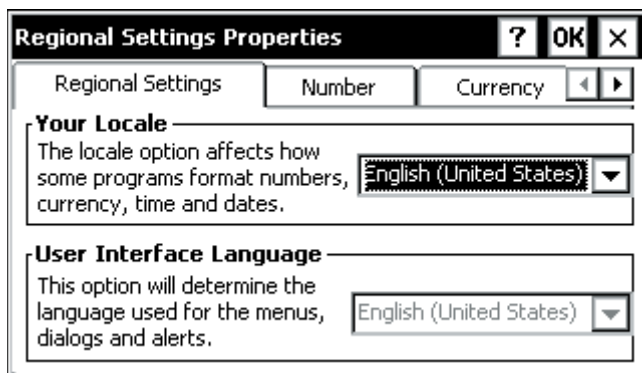 Regional Settings Properties ? OK ×
Regional Settings Number Currency
Your Locale
The locale option affects how
some programs format numbers,
currency, time and dates.
English (United States)
User Interface Language
This option will determine the
language used for the menus,
dialogs and alerts.
English (United States)